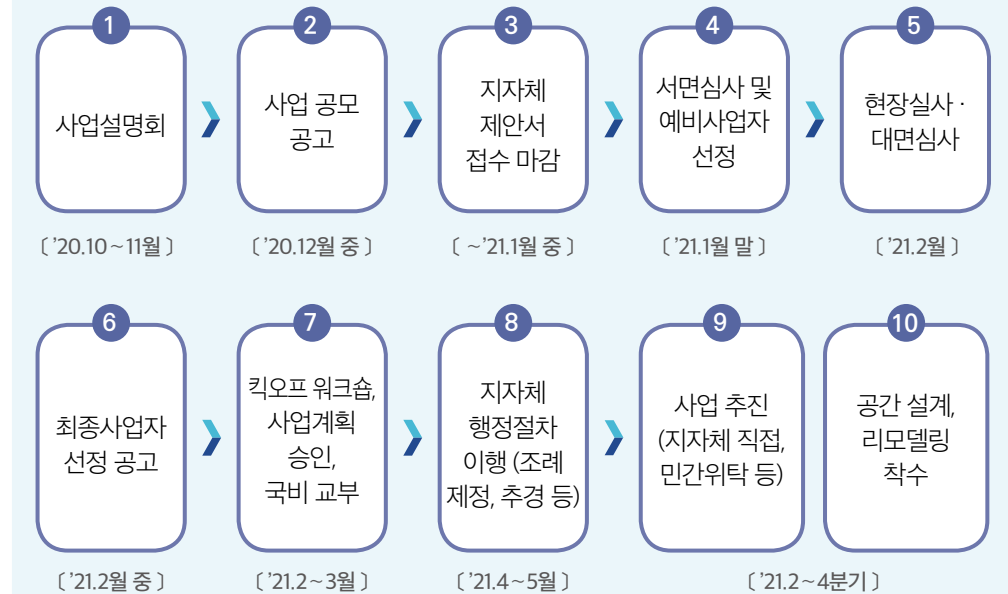 1
사업설명회
〔 ’20.10~11월 〕
2
사업 공모
공고
〔 ’20.12월 중 〕
3
지자체
제안서
접수 마감
〔 ~’21.1월 중 〕
4
서면심사 및
예비사업자
선정
〔 ’21.1월 말 〕
5
현장실사 ·
대면심사
〔 ’21.2월 〕
6
최종사업자
선정 공고
〔 ’21.2월 중 〕
7
킥오프 워크숍,
사업계획
승인,
국비 교부
〔 ’21.2~3월 〕
8
지자체
행정절차
이행 (조례
제정, 추경 등)
〔 ’21.4~5월 〕
9
사업 추진
(지자체 직접,
민간위탁 등)
10
공간 설계,
리모델링
착수
〔 ’21.2~4분기 〕